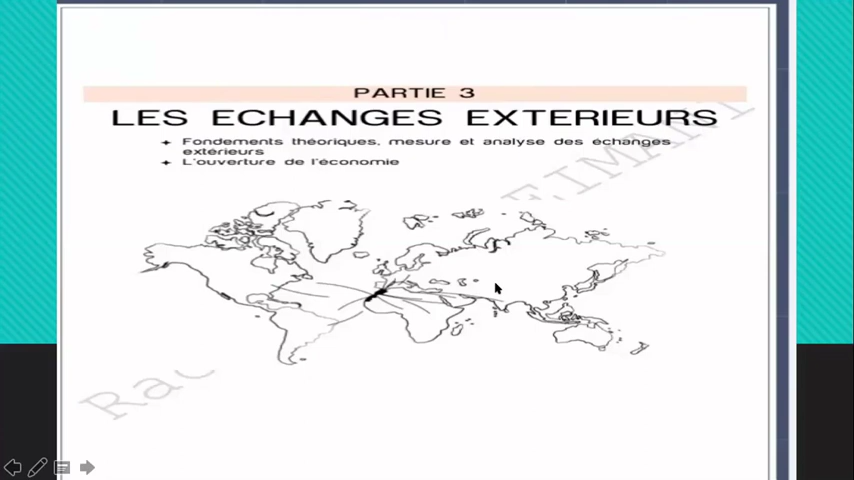 PARTIE 3
LES ECHANGES EXTERIEURS
Fondements théoriques, mesure et analyse des échanges
extérieurs
L'ouverture de l'économie